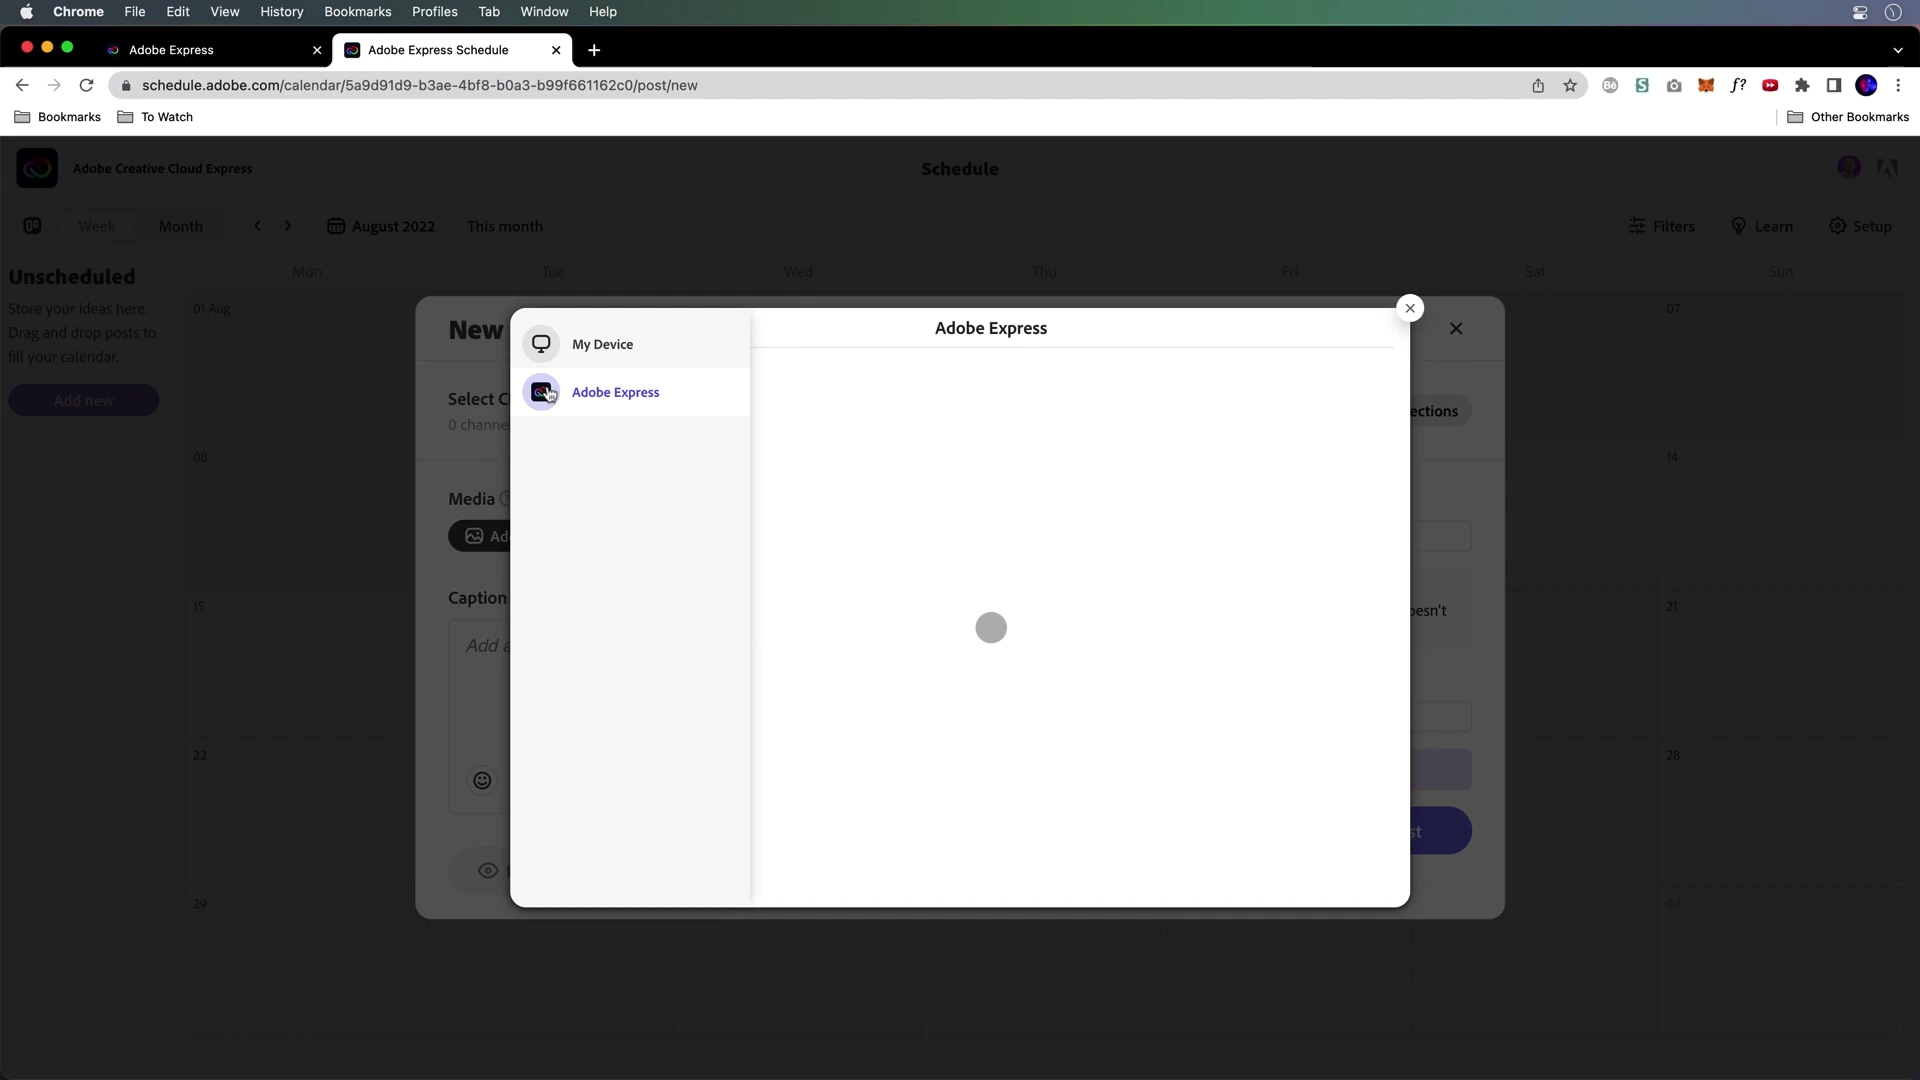 Chrome File Edit View History Bookmarks Profiles Tab Window Help
Adobe Express
Adobe Express Schedule
schedule.adobe.com/calendar/5a9d91d9-b3ae-4bf8-b0a3-b99f661162c0/post/new
Be S f?
Bookmarks To Watch Other Bookmarks
Adobe Creative Cloud Express
Schedule
Week Month August 2022 This month
Filters Learn Setup
Unscheduled
Store your ideas here.
Drag and drop posts to
fill your calendar.
Add new
Mon Tue Wed Thu Fri Sat Sun
01 Aug 07
08 14
15 21
22 28
29 04
New
Select C
0 channe
ections
Media
Ad
Caption
Add a
oesn't
st
My Device
Adobe Express
Adobe Express